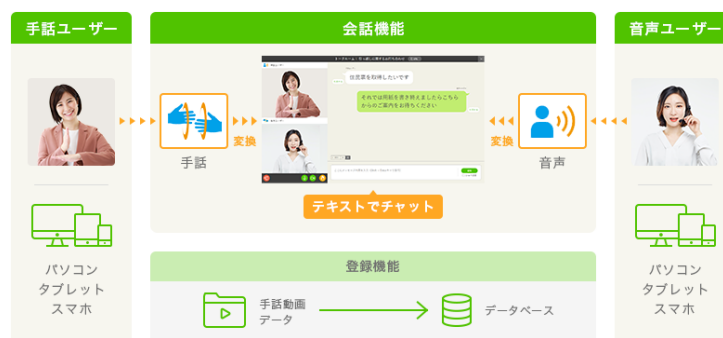 手話ユーザー
会話機能
音声ユーザー
住民票を取得したいです
それでは用紙を書き終えましたらこちら
からのご案内をお待ちください
手話
変換
変換
音声
テキストでチャット
パソコン
タブレット
スマホ
登録機能
手話動画
データ
データベース
パソコン
タブレット
スマホ